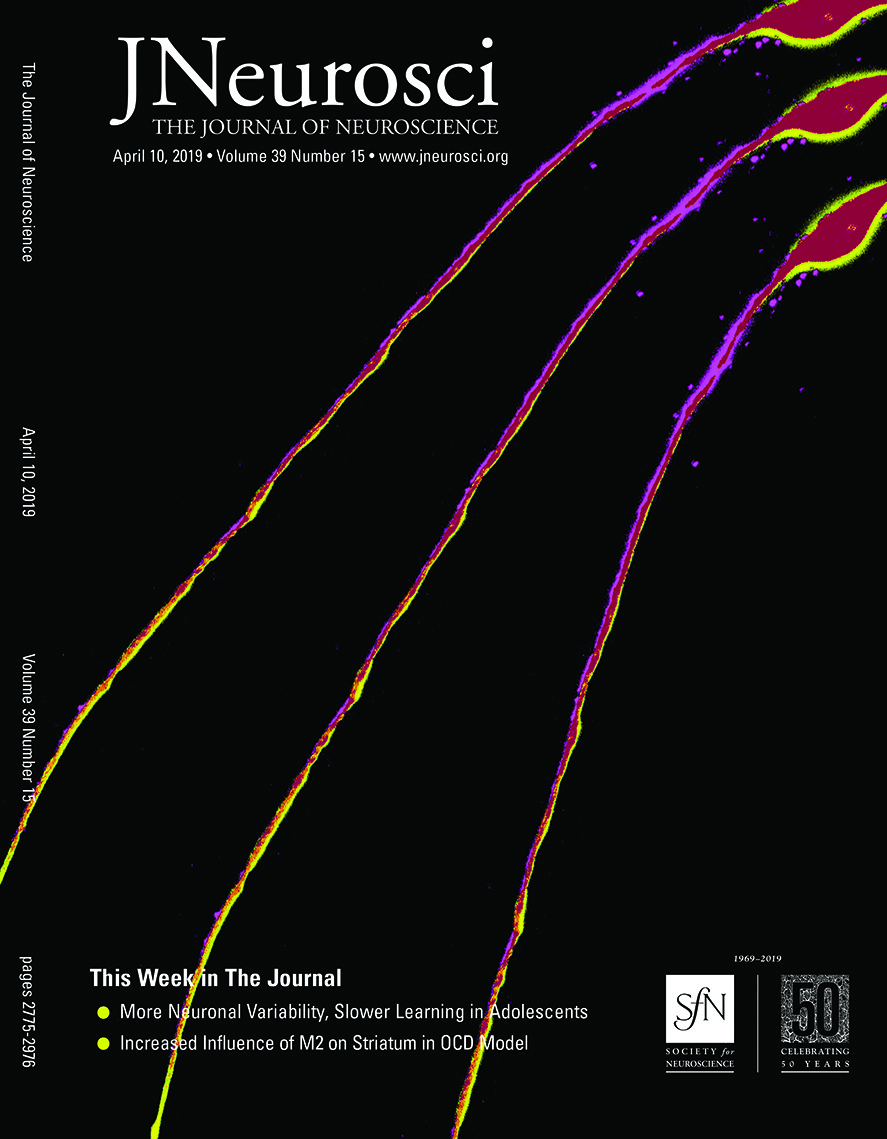 JNeurosci
THE JOURNAL OF NEUROSCIENCE
April 10, 2019 • Volume 39 Number 15 • www.jneurosci.org
The Journal of Neuroscience
April 10, 2019
Volume 39 Number 15
pages 2775-2976
This Week in The Journal
● More Neuronal Variability, Slower Learning in Adolescents
● Increased Influence of M2 on Striatum in OCD Model
1969–2019
SfN
SOCIETY for
NEUROSCIENCE
50
CELEBRATING
50 YEARS